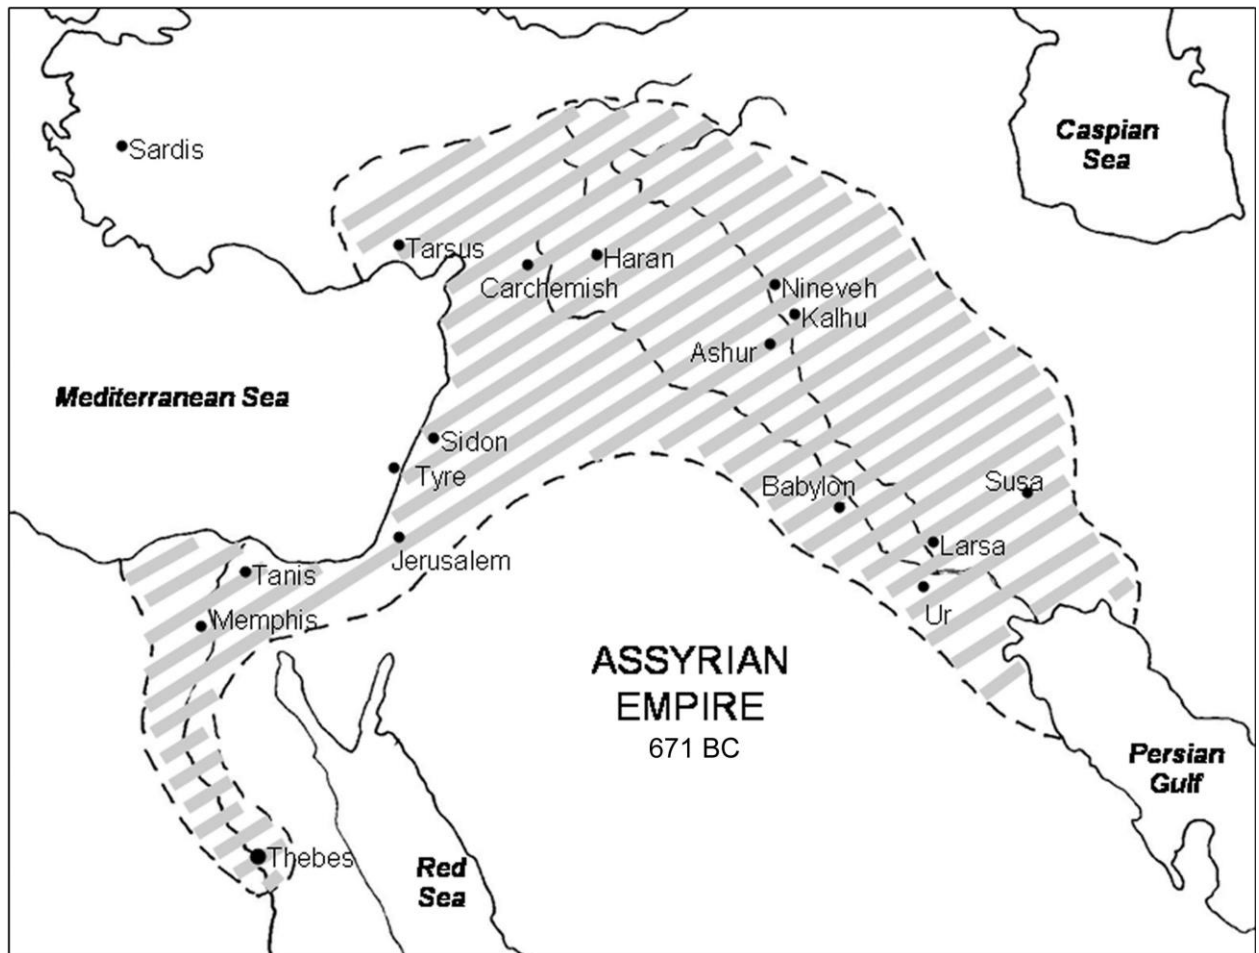 Caspian
Sea
Sardis
Tarsus
Haran
Carchemish
Nineveh
Kalhu
Ashur
Mediterranean Sea
Sidon
Tyre
Babylon
Susa
Larsa
Jerusalem
Tanis
Ur
Memphis
ASSYRIAN
EMPIRE
671 BC
Persian
Gulf
Thebes
Red
Sea